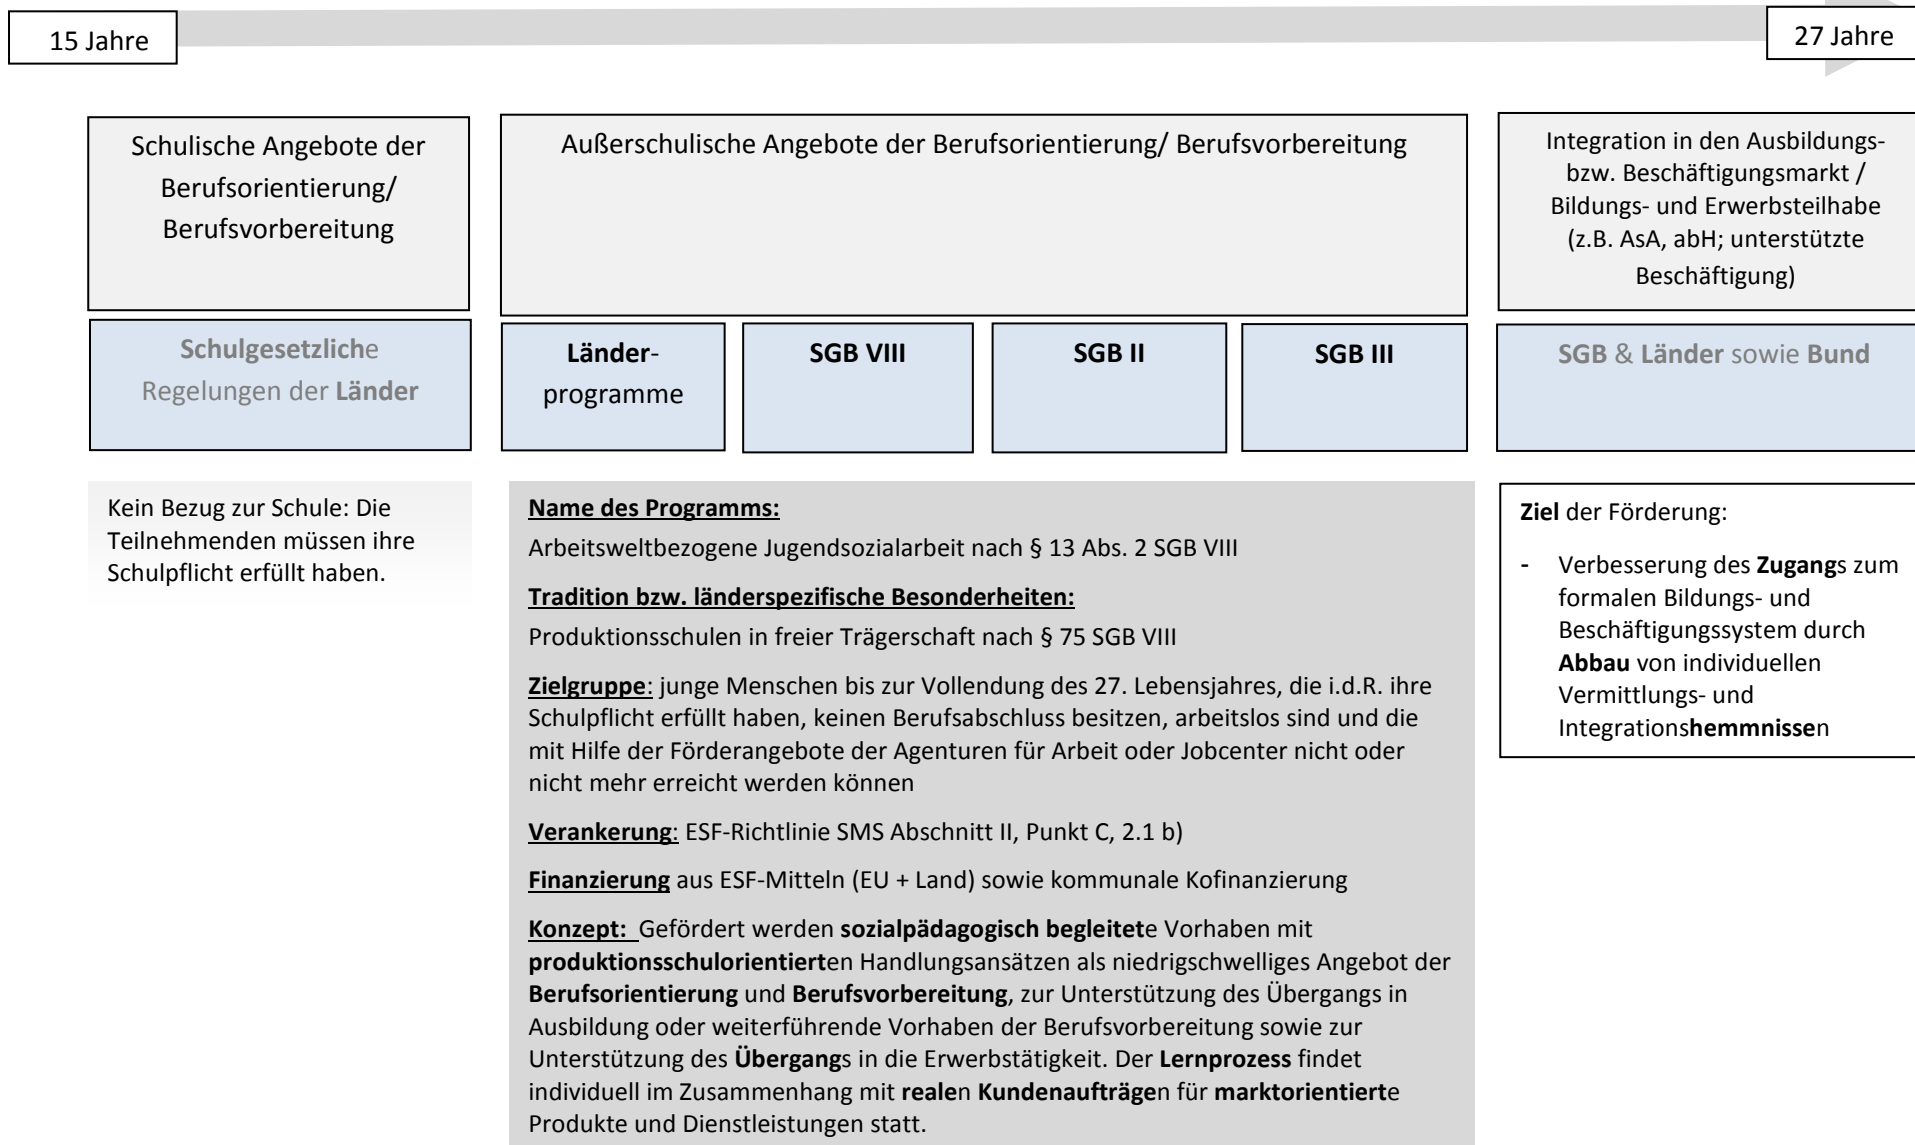 15 Jahre
27 Jahre
Schulische Angebote der
Berufsorientierung/
Berufsvorbereitung
Außerschulische Angebote der Berufsorientierung/ Berufsvorbereitung
Integration in den Ausbildungs-
bzw. Beschäftigungsmarkt /
Bildungs- und Erwerbsteilhabe
(z.B. AsA, abH; unterstützte
Beschäftigung)
Schulgesetzliche
Regelungen der Länder
Länder-
programme
SGB VIII
SGB II
SGB III
SGB & Länder sowie Bund
Kein Bezug zur Schule: Die
Teilnehmenden müssen ihre
Schulpflicht erfüllt haben.
Name des Programms:
Arbeitsweltbezogene Jugendsozialarbeit nach § 13 Abs. 2 SGB VIII
Tradition bzw. länderspezifische Besonderheiten:
Produktionsschulen in freier Trägerschaft nach § 75 SGB VIII
Zielgruppe: junge Menschen bis zur Vollendung des 27. Lebensjahres, die i.d.R. ihre
Schulpflicht erfüllt haben, keinen Berufsabschluss besitzen, arbeitslos sind und die
mit Hilfe der Förderangebote der Agenturen für Arbeit oder Jobcenter nicht oder
nicht mehr erreicht werden können
Verankerung: ESF-Richtlinie SMS Abschnitt II, Punkt C, 2.1 b)
Finanzierung aus ESF-Mitteln (EU + Land) sowie kommunale Kofinanzierung
Konzept: Gefördert werden sozialpädagogisch begleitete Vorhaben mit
produktionsschulorientierten Handlungsansätzen als niedrigschwelliges Angebot der
Berufsorientierung und Berufsvorbereitung, zur Unterstützung des Übergangs in
Ausbildung oder weiterführende Vorhaben der Berufsvorbereitung sowie zur
Unterstützung des Übergangs in die Erwerbstätigkeit. Der Lernprozess findet
individuell im Zusammenhang mit realen Kundenaufträgen für marktorientierte
Produkte und Dienstleistungen statt.
Ziel der Förderung:
- Verbesserung des Zugangs zum
formalen Bildungs- und
Beschäftigungssystem durch
Abbau von individuellen
Vermittlungs- und
Integrationshemmnissen